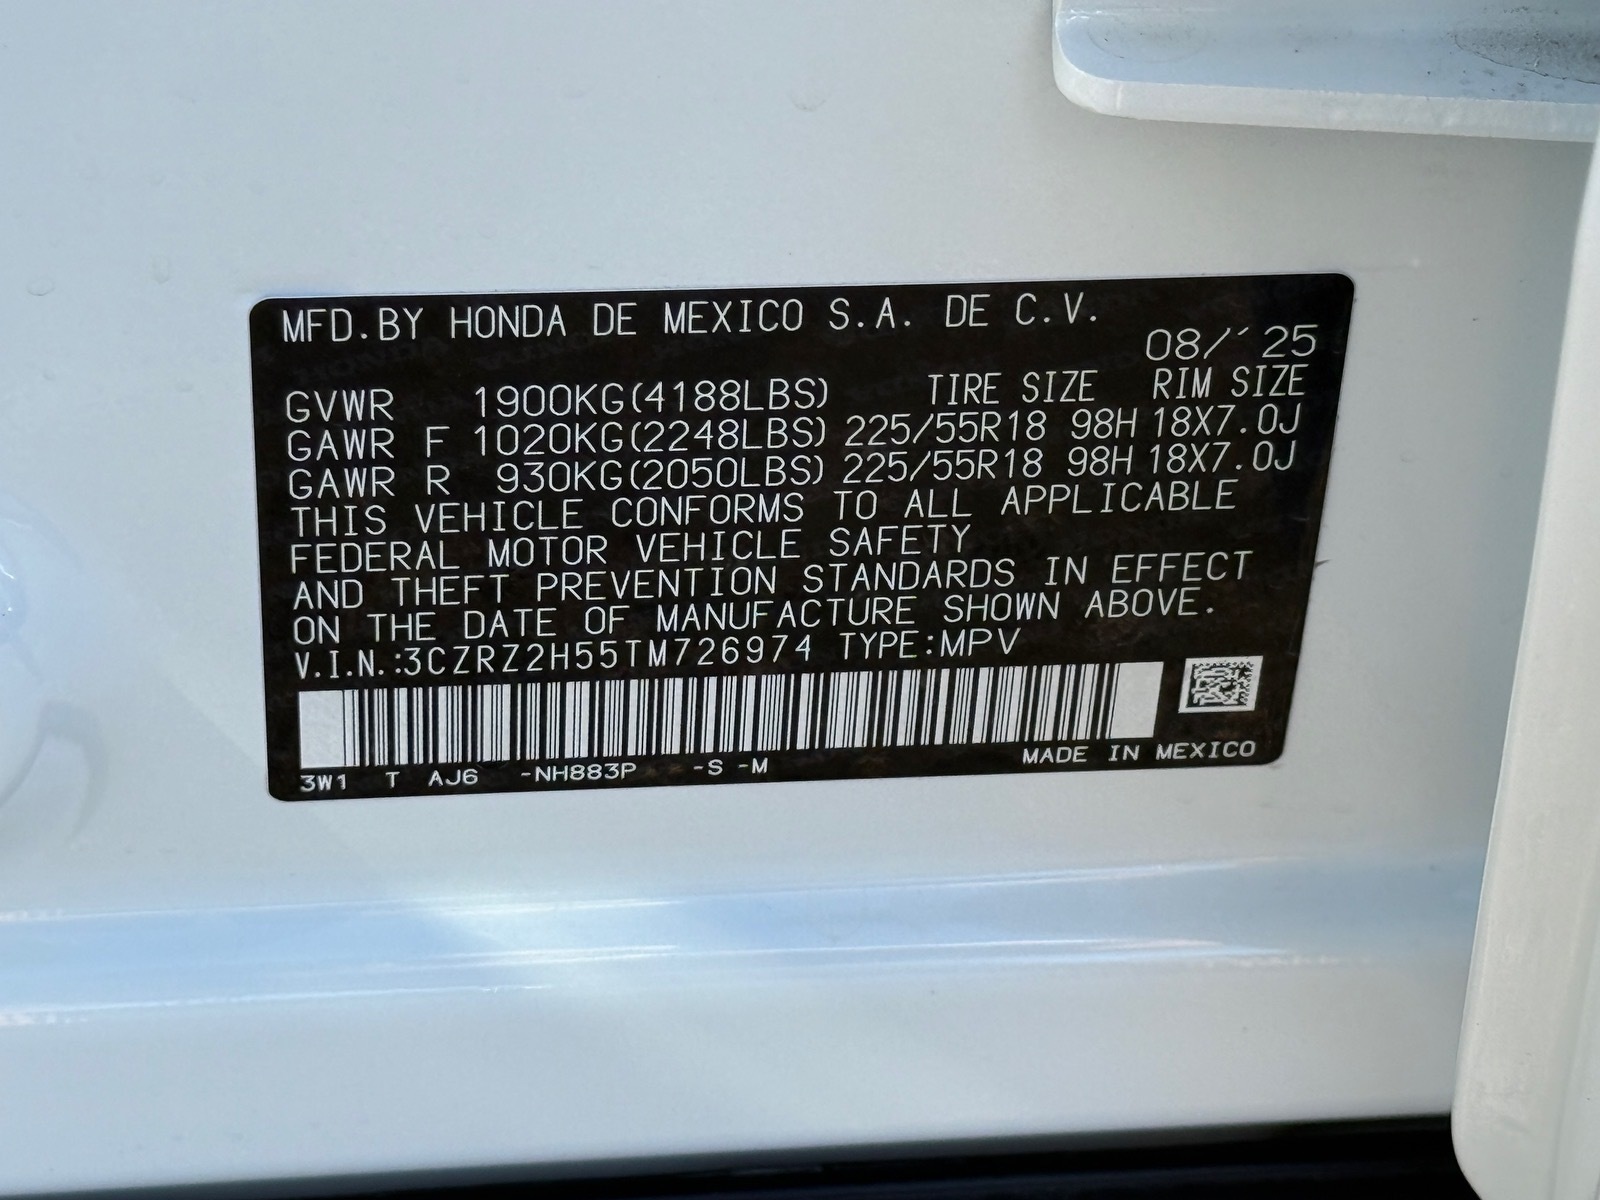 MFD.BY HONDA DE MEXICO S.A. DE C.V.
08/'25
GVWR 1900KG(4188LBS) TIRE SIZE RIM SIZE
GAWR F 1020KG(2248LBS) 225/55R18 98H 18X7.0J
GAWR R 930KG(2050LBS) 225/55R18 98H 18X7.0J
THIS VEHICLE CONFORMS TO ALL APPLICABLE
FEDERAL MOTOR VEHICLE SAFETY
AND THEFT PREVENTION STANDARDS IN EFFECT
ON THE DATE OF MANUFACTURE SHOWN ABOVE.
V.I.N.:3CZRZ2H55TM726974 TYPE:MPV
MADE IN MEXICO
3W1 T AJ6 -NH883P -S -M